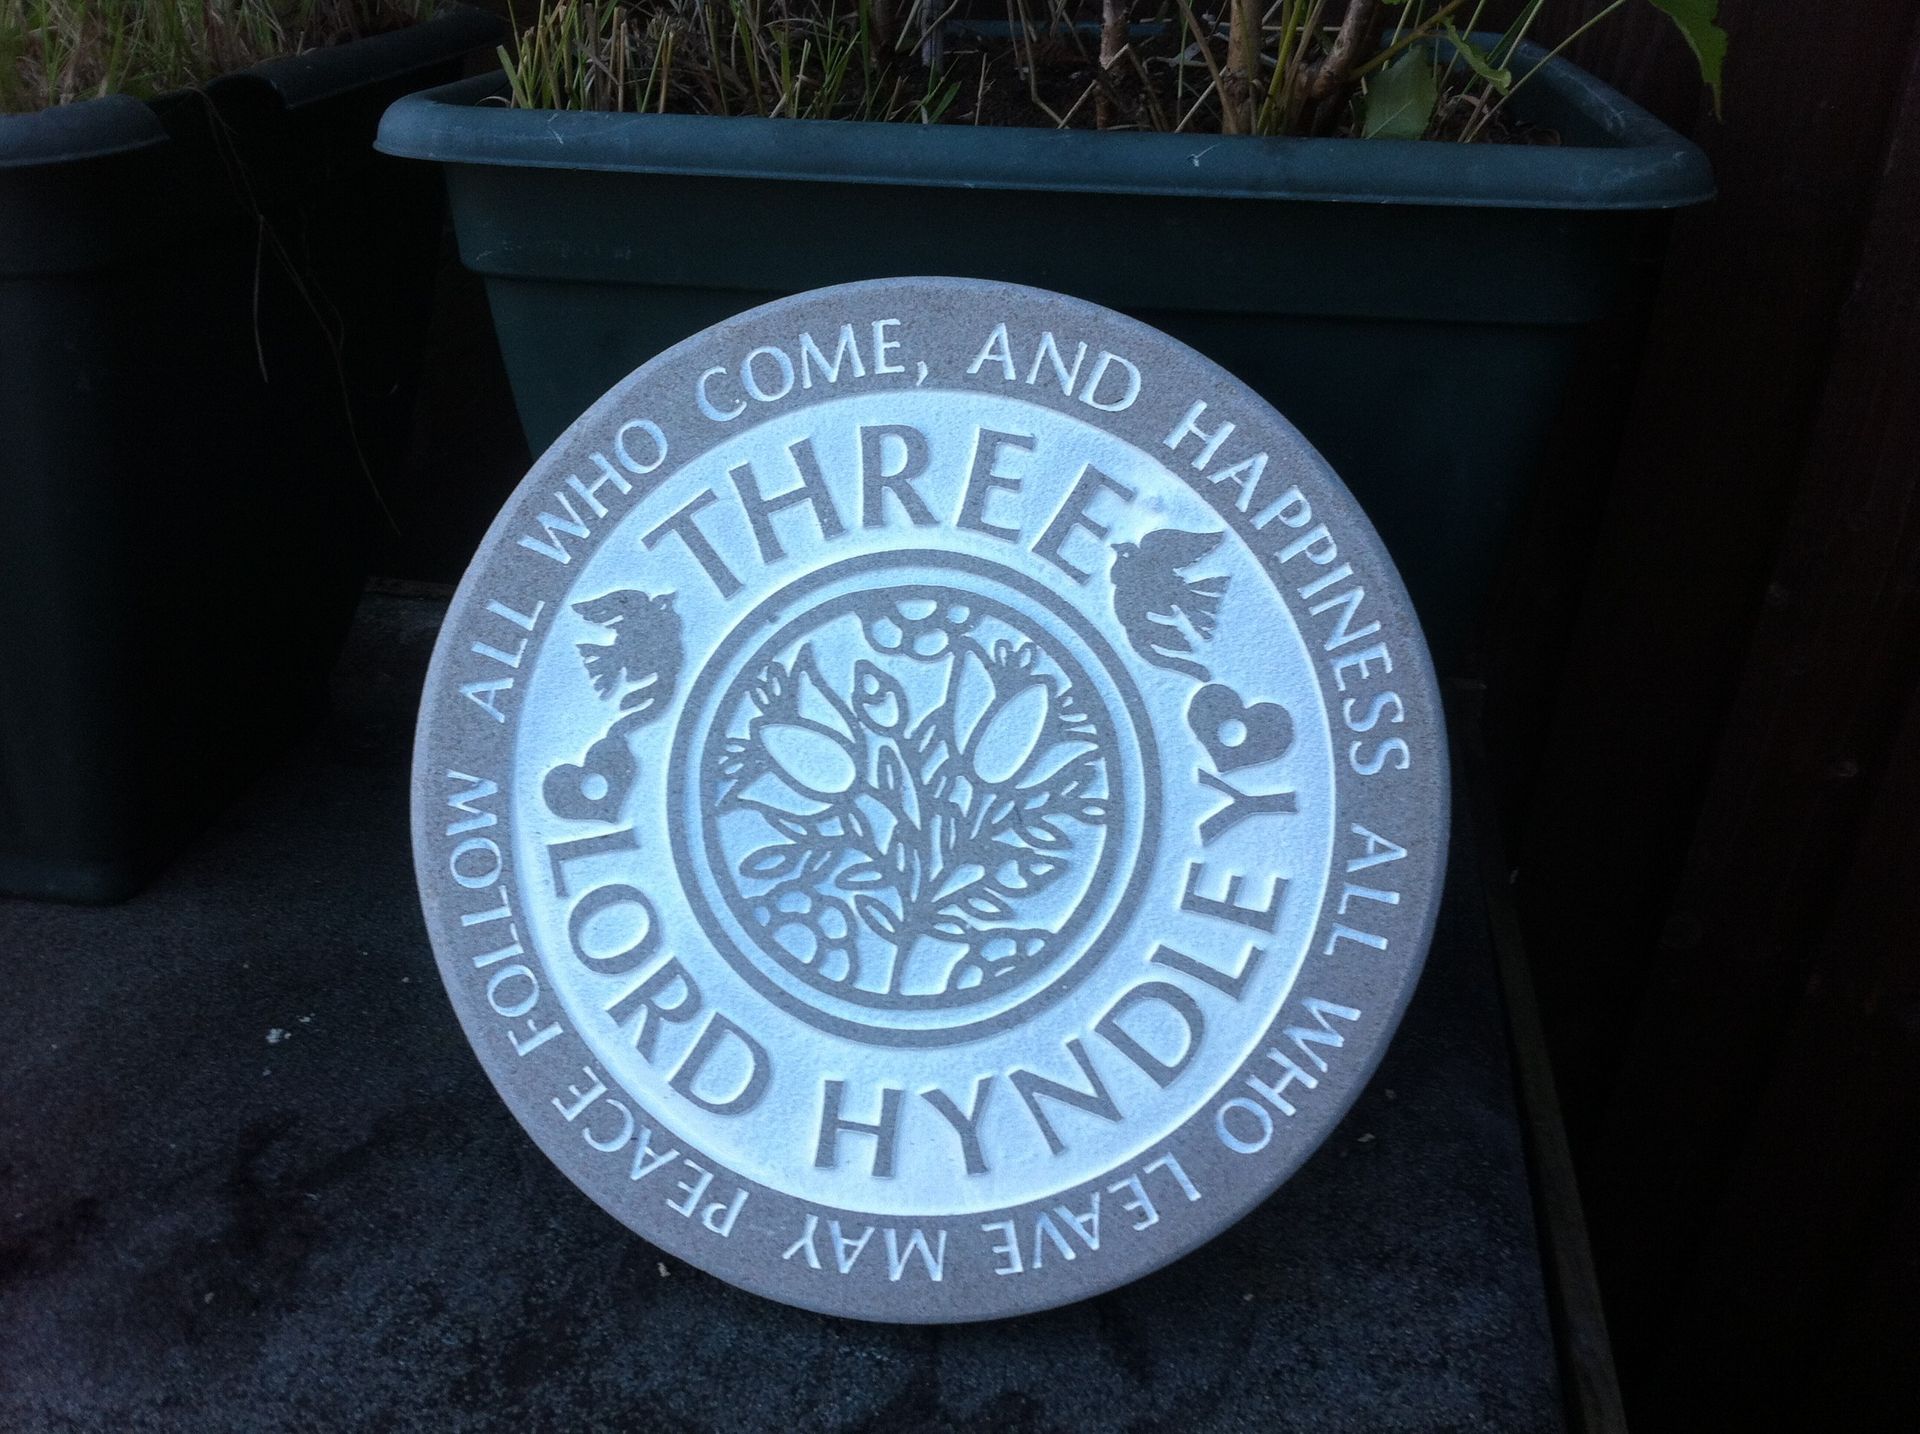 MAY PEACE FOLLOW ALL WHO COME, AND HAPPINESS ALL WHO LEAVE
THREE
LORD HYNDLEY